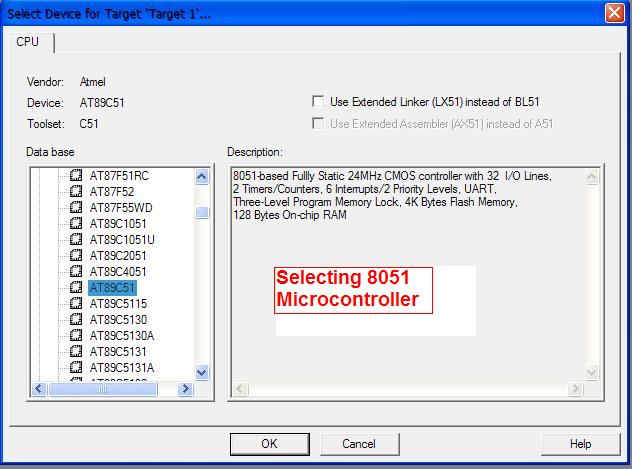 Select Device for Target 'Target 1'...
CPU
Vendor: Atmel
Device: AT89C51
Toolset: C51
Use Extended Linker (LX51) instead of BL51
Use Extended Assembler (AX51) instead of A51
Data base
Description:
AT87F51RC
AT87F52
AT87F55WD
AT89C1051
AT89C1051U
AT89C2051
AT89C4051
AT89C51
AT89C5115
AT89C5130
AT89C5130A
AT89C5131
AT89C5131A
8051-based Fullly Static 24MHz CMOS controller with 32 I/O Lines,
2 Timers/Counters, 6 Interrupts/2 Priority Levels, UART,
Three-Level Program Memory Lock, 4K Bytes Flash Memory,
128 Bytes On-chip RAM
Selecting 8051
Microcontroller
OK
Cancel
Help